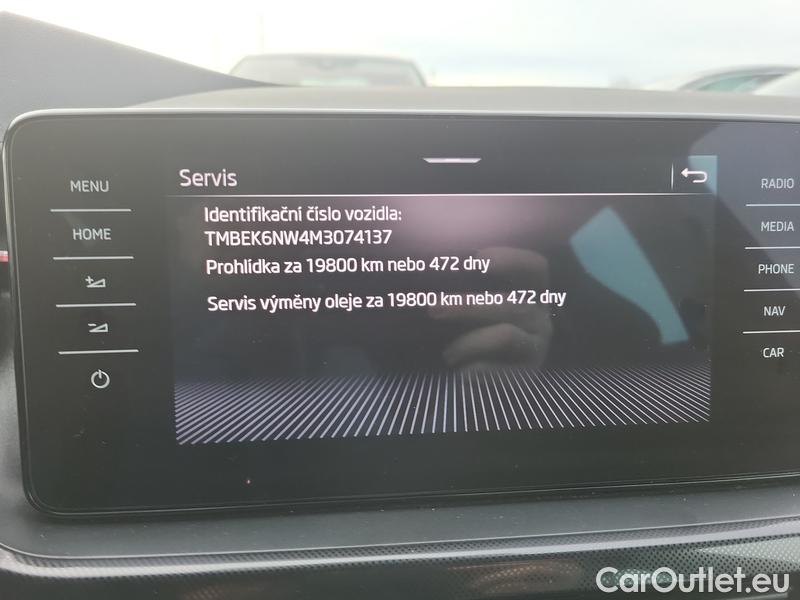 Servis
Identifikační číslo vozidla:
TMBEK6NW4M3074137
Prohlídka za 19800 km nebo 472 dny
Servis výměny oleje za 19800 km nebo 472 dny
MENU
HOME
RADIO
MEDIA
PHONE
NAV
CAR
CarOutlet.eu